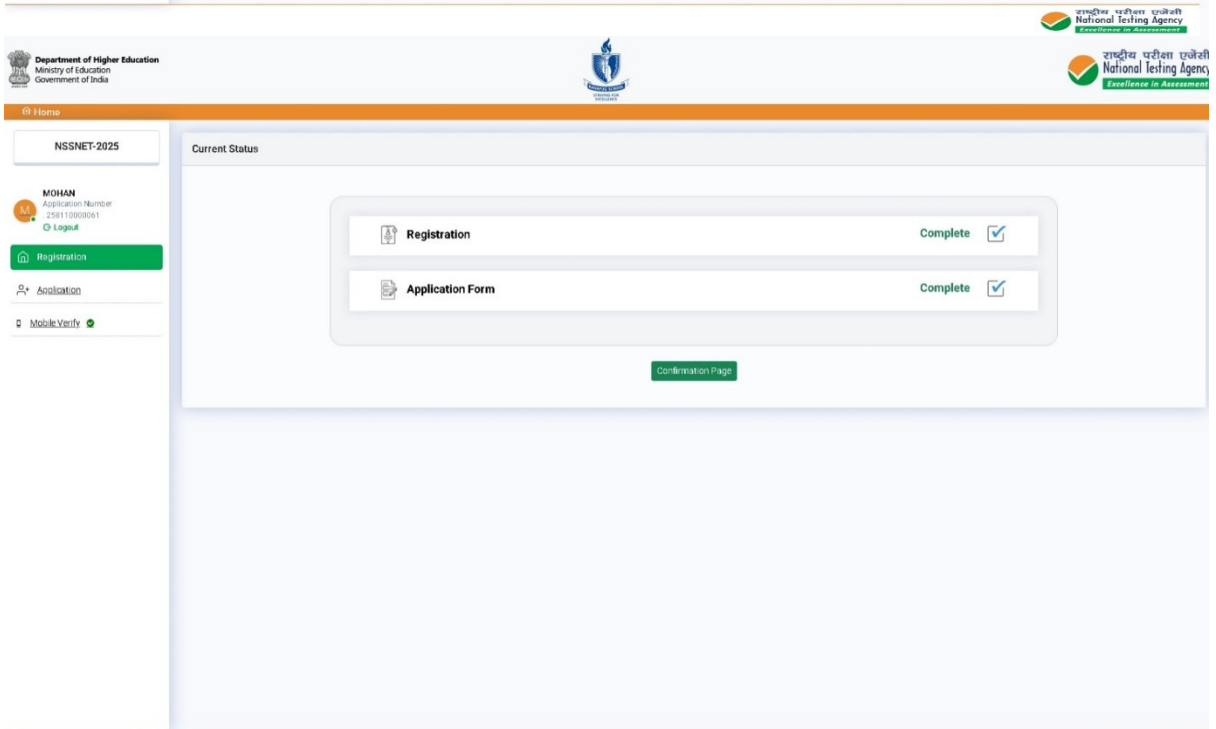 राष्ट्रीय परीक्षा एजेंसी
National Testing Agency
Excellence in Assessment
Department of Higher Education
Ministry of Education
Government of India
राष्ट्रीय परीक्षा एजेंसी
National Testing Agency
Excellence in Assessment
Home
NSSNET-2025
MOHAN
Application Number
: 258110000061
Logout
Registration
Application
Mobile Verify
Current Status
Registration Complete
Application Form Complete
Confirmation Page